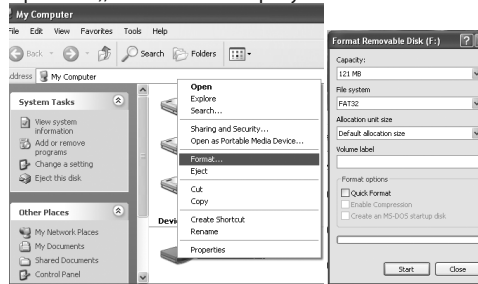 My Computer
File Edit View Favorites Tools Help
Back Search Folders
Address My Computer
System Tasks
View system
information
Add or remove
programs
Change a setting
Eject this disk
Other Places
My Network Places
My Documents
Shared Documents
Control Panel
Open
Explore
Search...
Sharing and Security...
Open as Portable Media Device...
Format...
Eject
Cut
Copy
Create Shortcut
Rename
Properties
Format Removable Disk (F:)
Capacity:
121 MB
File system
FAT32
Allocation unit size
Default allocation size
Volume label
Format options
Quick Format
Enable Compression
Create an MS-DOS startup disk
Start Close